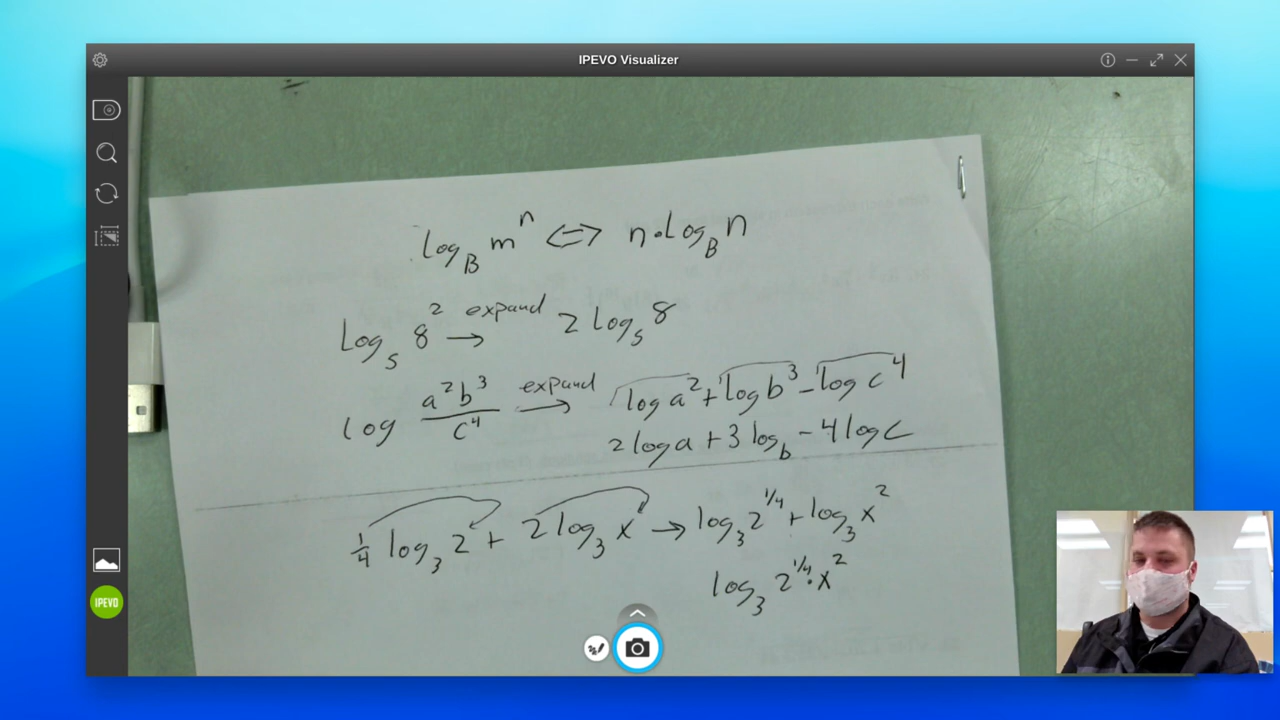 IPEVO Visualizer
log_B m^n <=> n·log_B n
log_5 8^2 expand → 2 log_5 8
log a^2b^3/c^4 expand → log a^2 + log b^3 - log c^4
2 log a + 3 log_b - 4 log c
1/4 log_3 2 + 2 log_3 x → log_3 2^1/4 + log_3 x^2
log_3 2^1/4 · x^2
IPEVO